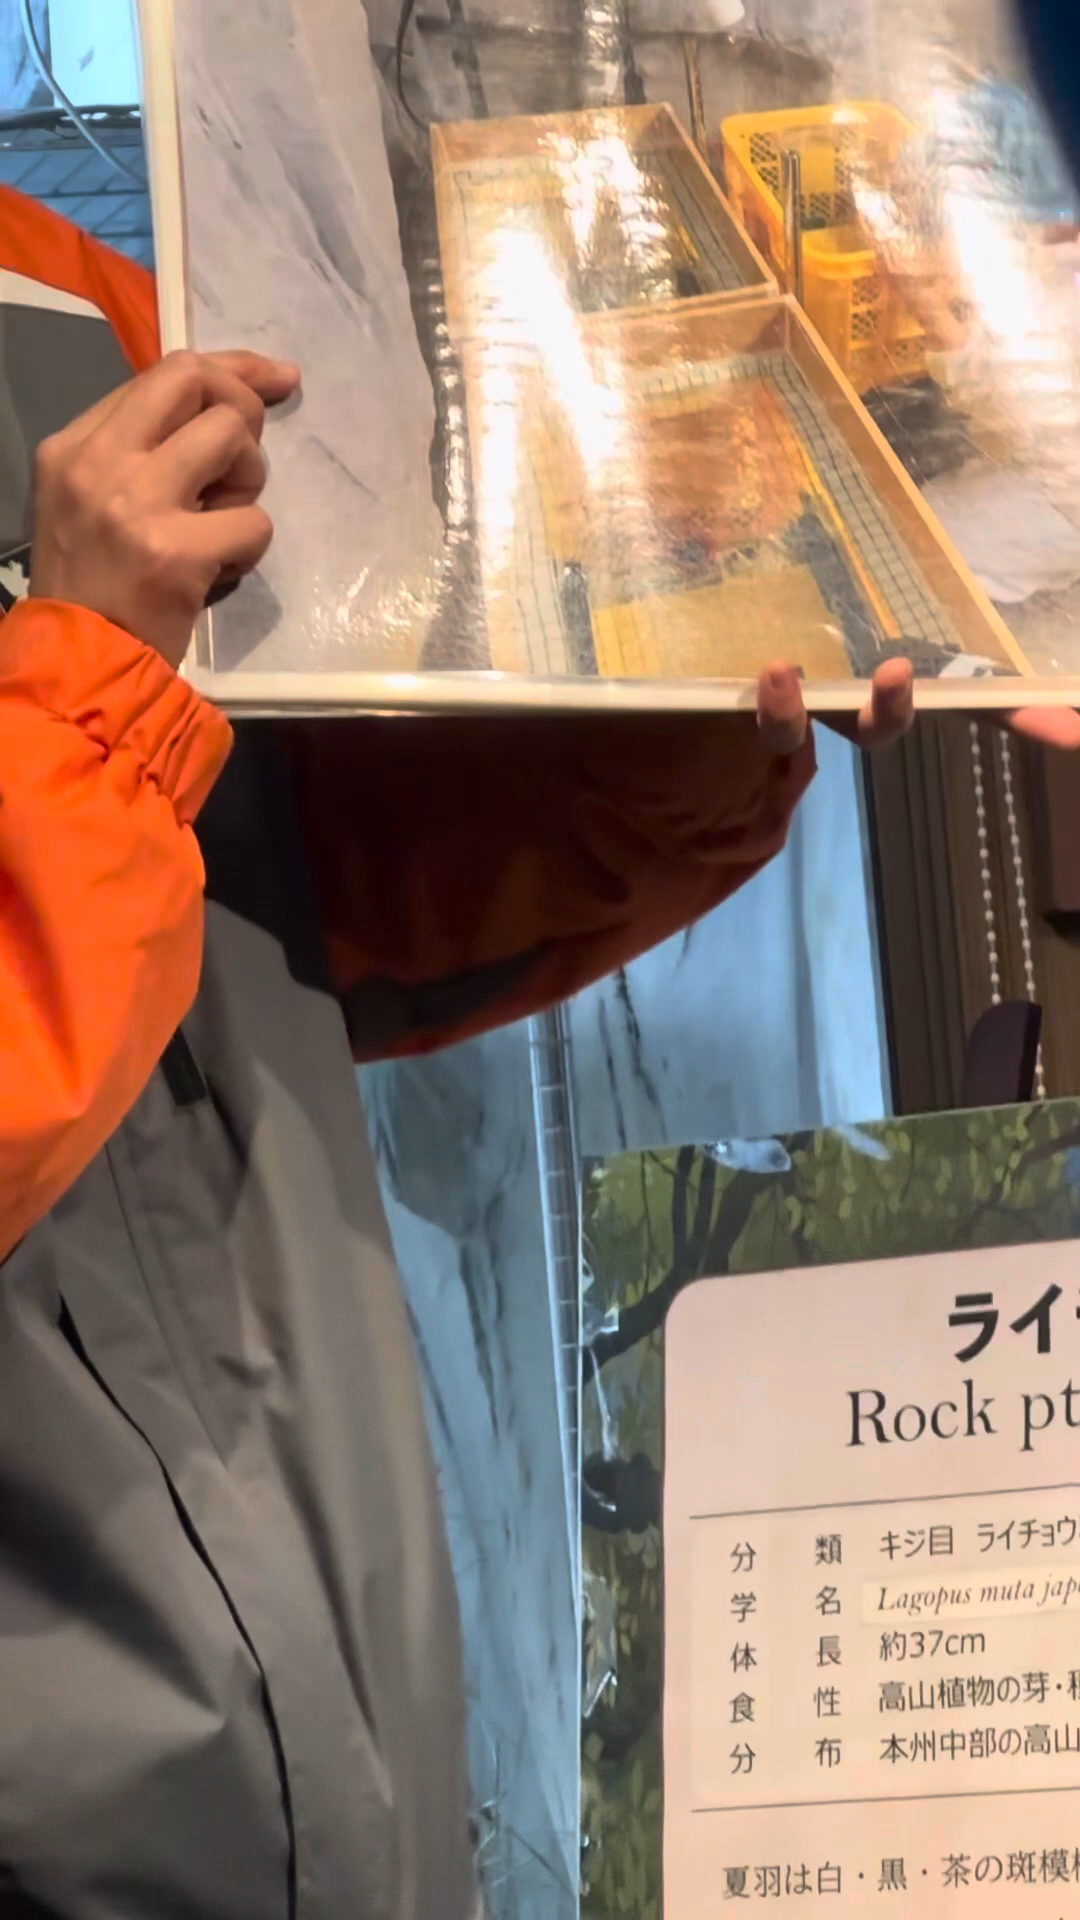 ライ
Rock pt
分類 キジ目 ライチョウ
学名 Lagopus muta jap
体長 約37cm
食性 高山植物の芽・
分布 本州中部の高山
夏羽は白・黒・茶の斑模様